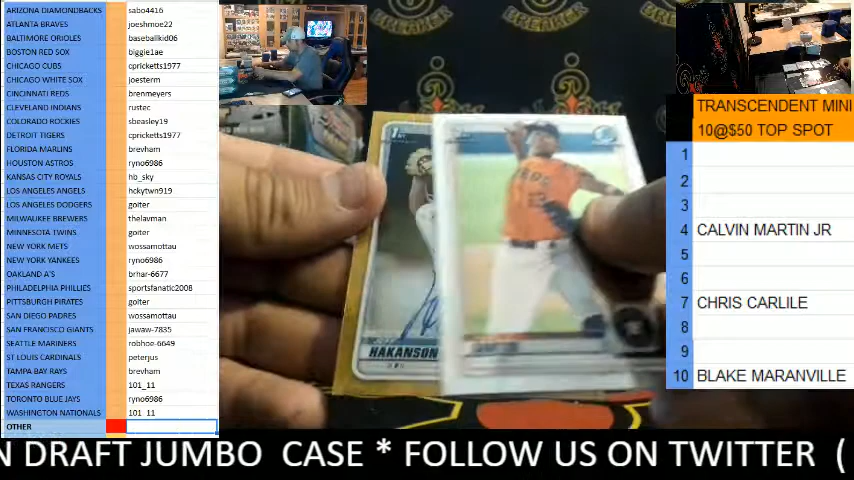 ARIZONA DIAMONDBACKS sabo4416
ATLANTA BRAVES joeshmoe22
BALTIMORE ORIOLES baseballkid06
BOSTON RED SOX biggie1ae
CHICAGO CUBS cpricketts1977
CHICAGO WHITE SOX joesterm
CINCINNATI REDS brenmeyers
CLEVELAND INDIANS rustec
COLORADO ROCKIES sbeasley19
DETROIT TIGERS cpricketts1977
FLORIDA MARLINS brevham
HOUSTON ASTROS ryno6986
KANSAS CITY ROYALS hb_sky
LOS ANGELES ANGELS hckytwn919
LOS ANGELES DODGERS golter
MILWAUKEE BREWERS thelavman
MINNESOTA TWINS golter
NEW YORK METS wossamottau
NEW YORK YANKEES ryno6986
OAKLAND A'S brhar-6677
PHILADELPHIA PHILLIES sportsfanatic2008
PITTSBURGH PIRATES golter
SAN DIEGO PADRES wossamottau
SAN FRANCISCO GIANTS jawaw-7835
SEATTLE MARINERS robhoe-6649
ST LOUIS CARDINALS peterjus
TAMPA BAY RAYS brevham
TEXAS RANGERS 101_11
TORONTO BLUE JAYS ryno6986
WASHINGTON NATIONALS 101_11
OTHER
BREAKER
HAKANSON
TRANSCENDENT MINI
10@$50 TOP SPOT
1
2
3
4 CALVIN MARTIN JR
5
6
7 CHRIS CARLILE
8
9
10 BLAKE MARANVILLE
N DRAFT JUMBO CASE * FOLLOW US ON TWITTER (